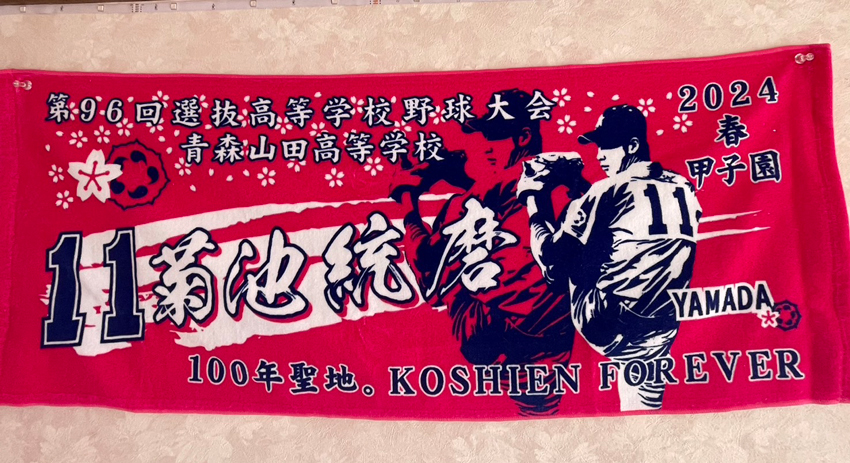 第96回選抜高等学校野球大会
青森山田高等学校
2024
春
甲子園
11
11菊池統磨
YAMADA
100年聖地。KOSHIEN FOREVER